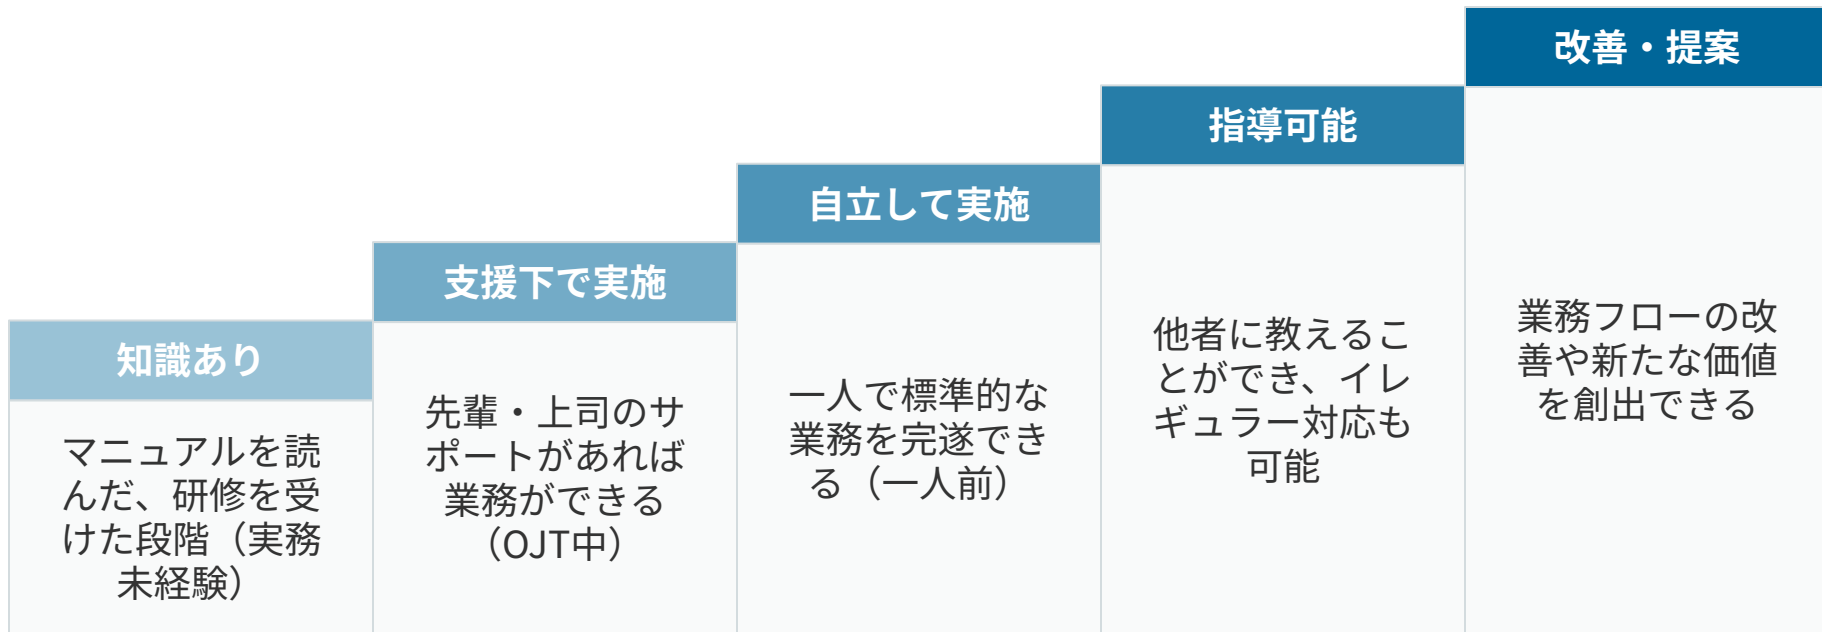 知識あり
マニュアルを読
んだ、研修を受
けた段階（実務
未経験）
支援下で実施
先輩・上司のサ
ポートがあれば
業務ができる
（OJT中）
自立して実施
一人で標準的な
業務を完遂でき
る（一人前）
指導可能
他者に教えるこ
とができ、イレ
ギュラー対応も
可能
改善・提案
業務フローの改
善や新たな価値
を創出できる